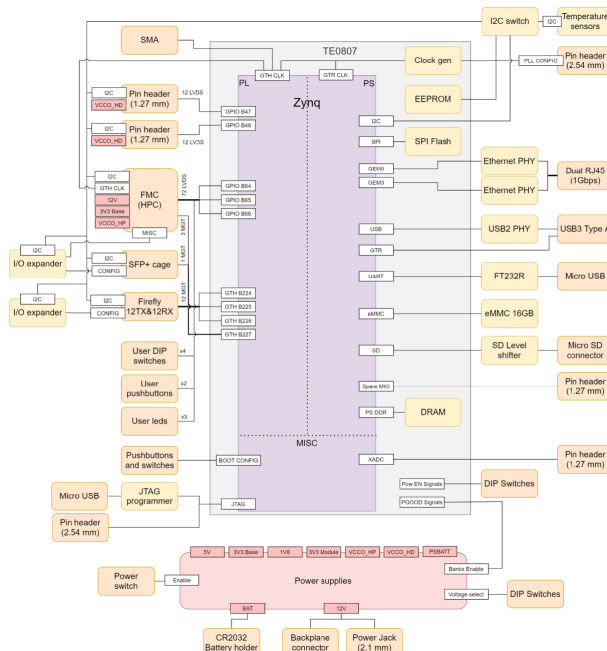 I2C switch
I2C
Temperature
sensors
SMA
TE0807
GTH CLK
GTR CLK
Clock gen
PLL CONFIG
Pin header
(2.54 mm)
PL
PS
Zynq
I2C
VCCO_HD
Pin header
(1.27 mm)
12 LVDS
GPIO B47
EEPROM
I2C
VCCO_HD
Pin header
(1.27 mm)
12 LVDS
GPIO B48
I2C
SPI
SPI Flash
I2C
GTH CLK
12V
3V3 Base
VCCO_HP
FMC
(HPC)
MISC
72 LVDS
3 MGT
GPIO B64
GPIO B65
GPIO B66
GEM0
GEM3
Ethernet PHY
Ethernet PHY
Dual RJ45
(1Gbps)
USB
USB2 PHY
USB3 Type A
GTR
I2C
I/O expander
I2C
CONFIG
SFP+ cage
1 MGT
UART
FT232R
Micro USB
I2C
I/O expander
I2C
CONFIG
Firefly
12TX&12RX
12 MGT
GTH B224
GTH B225
GTH B226
GTH B227
eMMC
eMMC 16GB
User DIP
switches
x4
SD
SD Level
shifter
Micro SD
connector
User
pushbuttons
x2
Spare MIO
Pin header
(1.27 mm)
User leds
x3
PS DDR
DRAM
MISC
Pushbuttons
and switches
BOOT CONFIG
XADC
Pin header
(1.27 mm)
Micro USB
JTAG
programmer
Pow EN Signals
DIP Switches
Pin header
(2.54 mm)
JTAG
PGOOD Signals
5V
3V3 Base
1V8
3V3 Module
VCCO_HP
VCCO_HD
PSBATT
Power
switch
Enable
Power supplies
Banks Enable
Voltage select
DIP Switches
BAT
12V
CR2032
Battery holder
Backplane
connector
Power Jack
(2.1 mm)